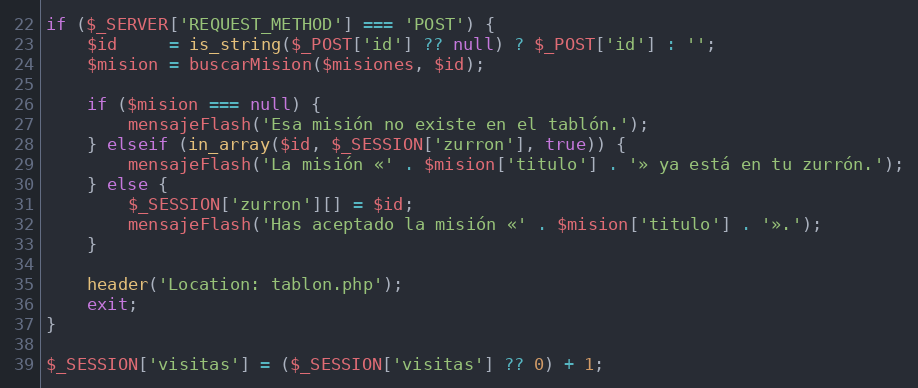 22 if ($_SERVER['REQUEST_METHOD'] === 'POST') {
23     $id     = is_string($_POST['id'] ?? null) ? $_POST['id'] : '';
24     $mision = buscarMision($misiones, $id);
25
26     if ($mision === null) {
27         mensajeFlash('Esa misión no existe en el tablón.');
28     } elseif (in_array($id, $_SESSION['zurron'], true)) {
29         mensajeFlash('La misión «' . $mision['titulo'] . '» ya está en tu zurrón.');
30     } else {
31         $_SESSION['zurron'][] = $id;
32         mensajeFlash('Has aceptado la misión «' . $mision['titulo'] . '».');
33     }
34
35     header('Location: tablon.php');
36     exit;
37 }
38
39 $_SESSION['visitas'] = ($_SESSION['visitas'] ?? 0) + 1;